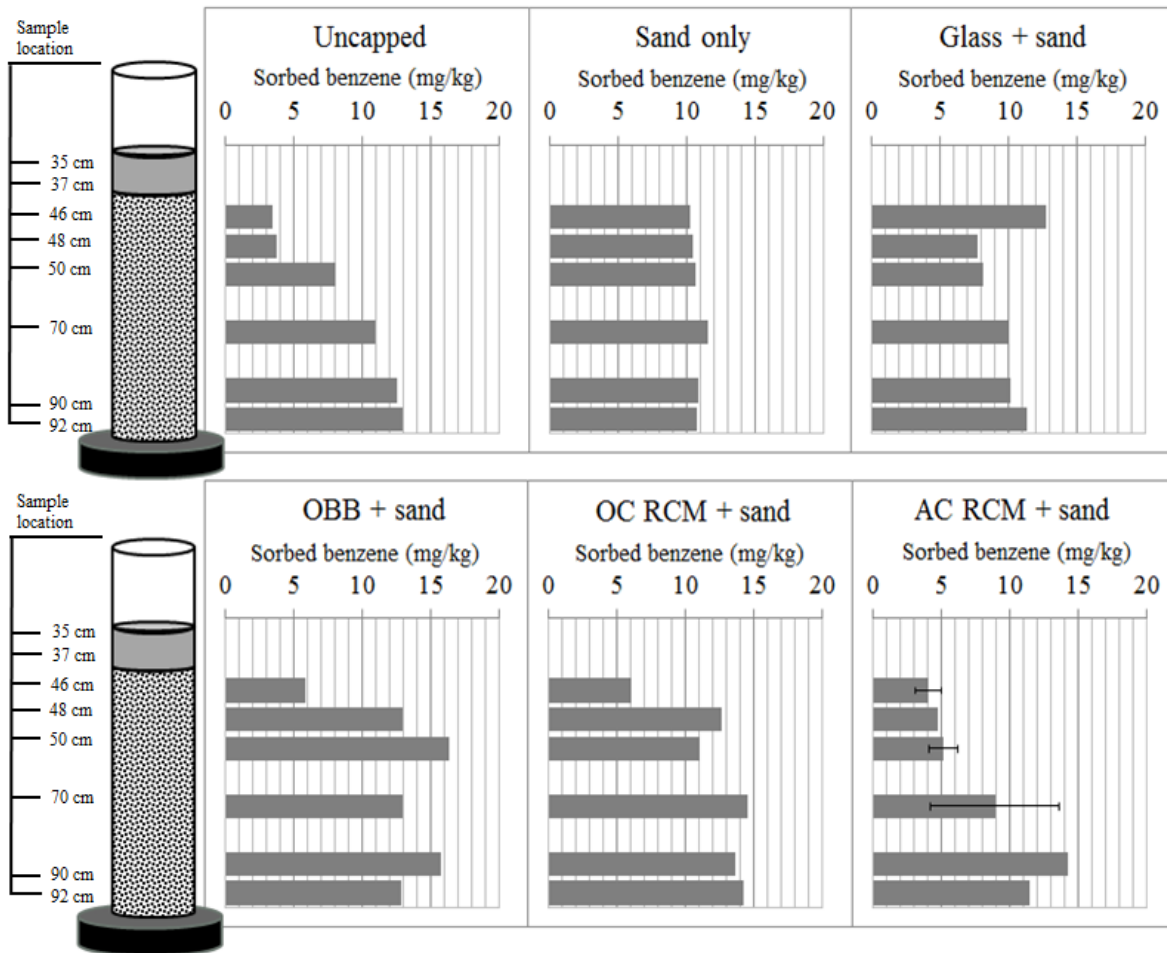 Sample
location
35 cm
37 cm
46 cm
48 cm
50 cm
70 cm
90 cm
92 cm
Uncapped
Sorbed benzene (mg/kg)
0 5 10 15 20
Sand only
Sorbed benzene (mg/kg)
0 5 10 15 20
Glass + sand
Sorbed benzene (mg/kg)
0 5 10 15 20
Sample
location
35 cm
37 cm
46 cm
48 cm
50 cm
70 cm
90 cm
92 cm
OBB + sand
Sorbed benzene (mg/kg)
0 5 10 15 20
OC RCM + sand
Sorbed benzene (mg/kg)
0 5 10 15 20
AC RCM + sand
Sorbed benzene (mg/kg)
0 5 10 15 20